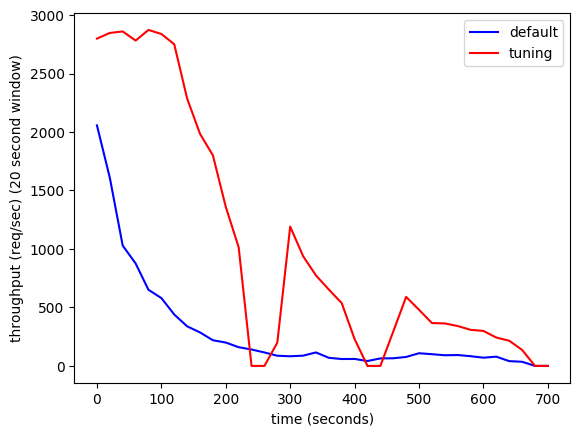 3000
2500
2000
1500
1000
500
0
throughput (req/sec) (20 second window)
default
tuning
0 100 200 300 400 500 600 700
time (seconds)